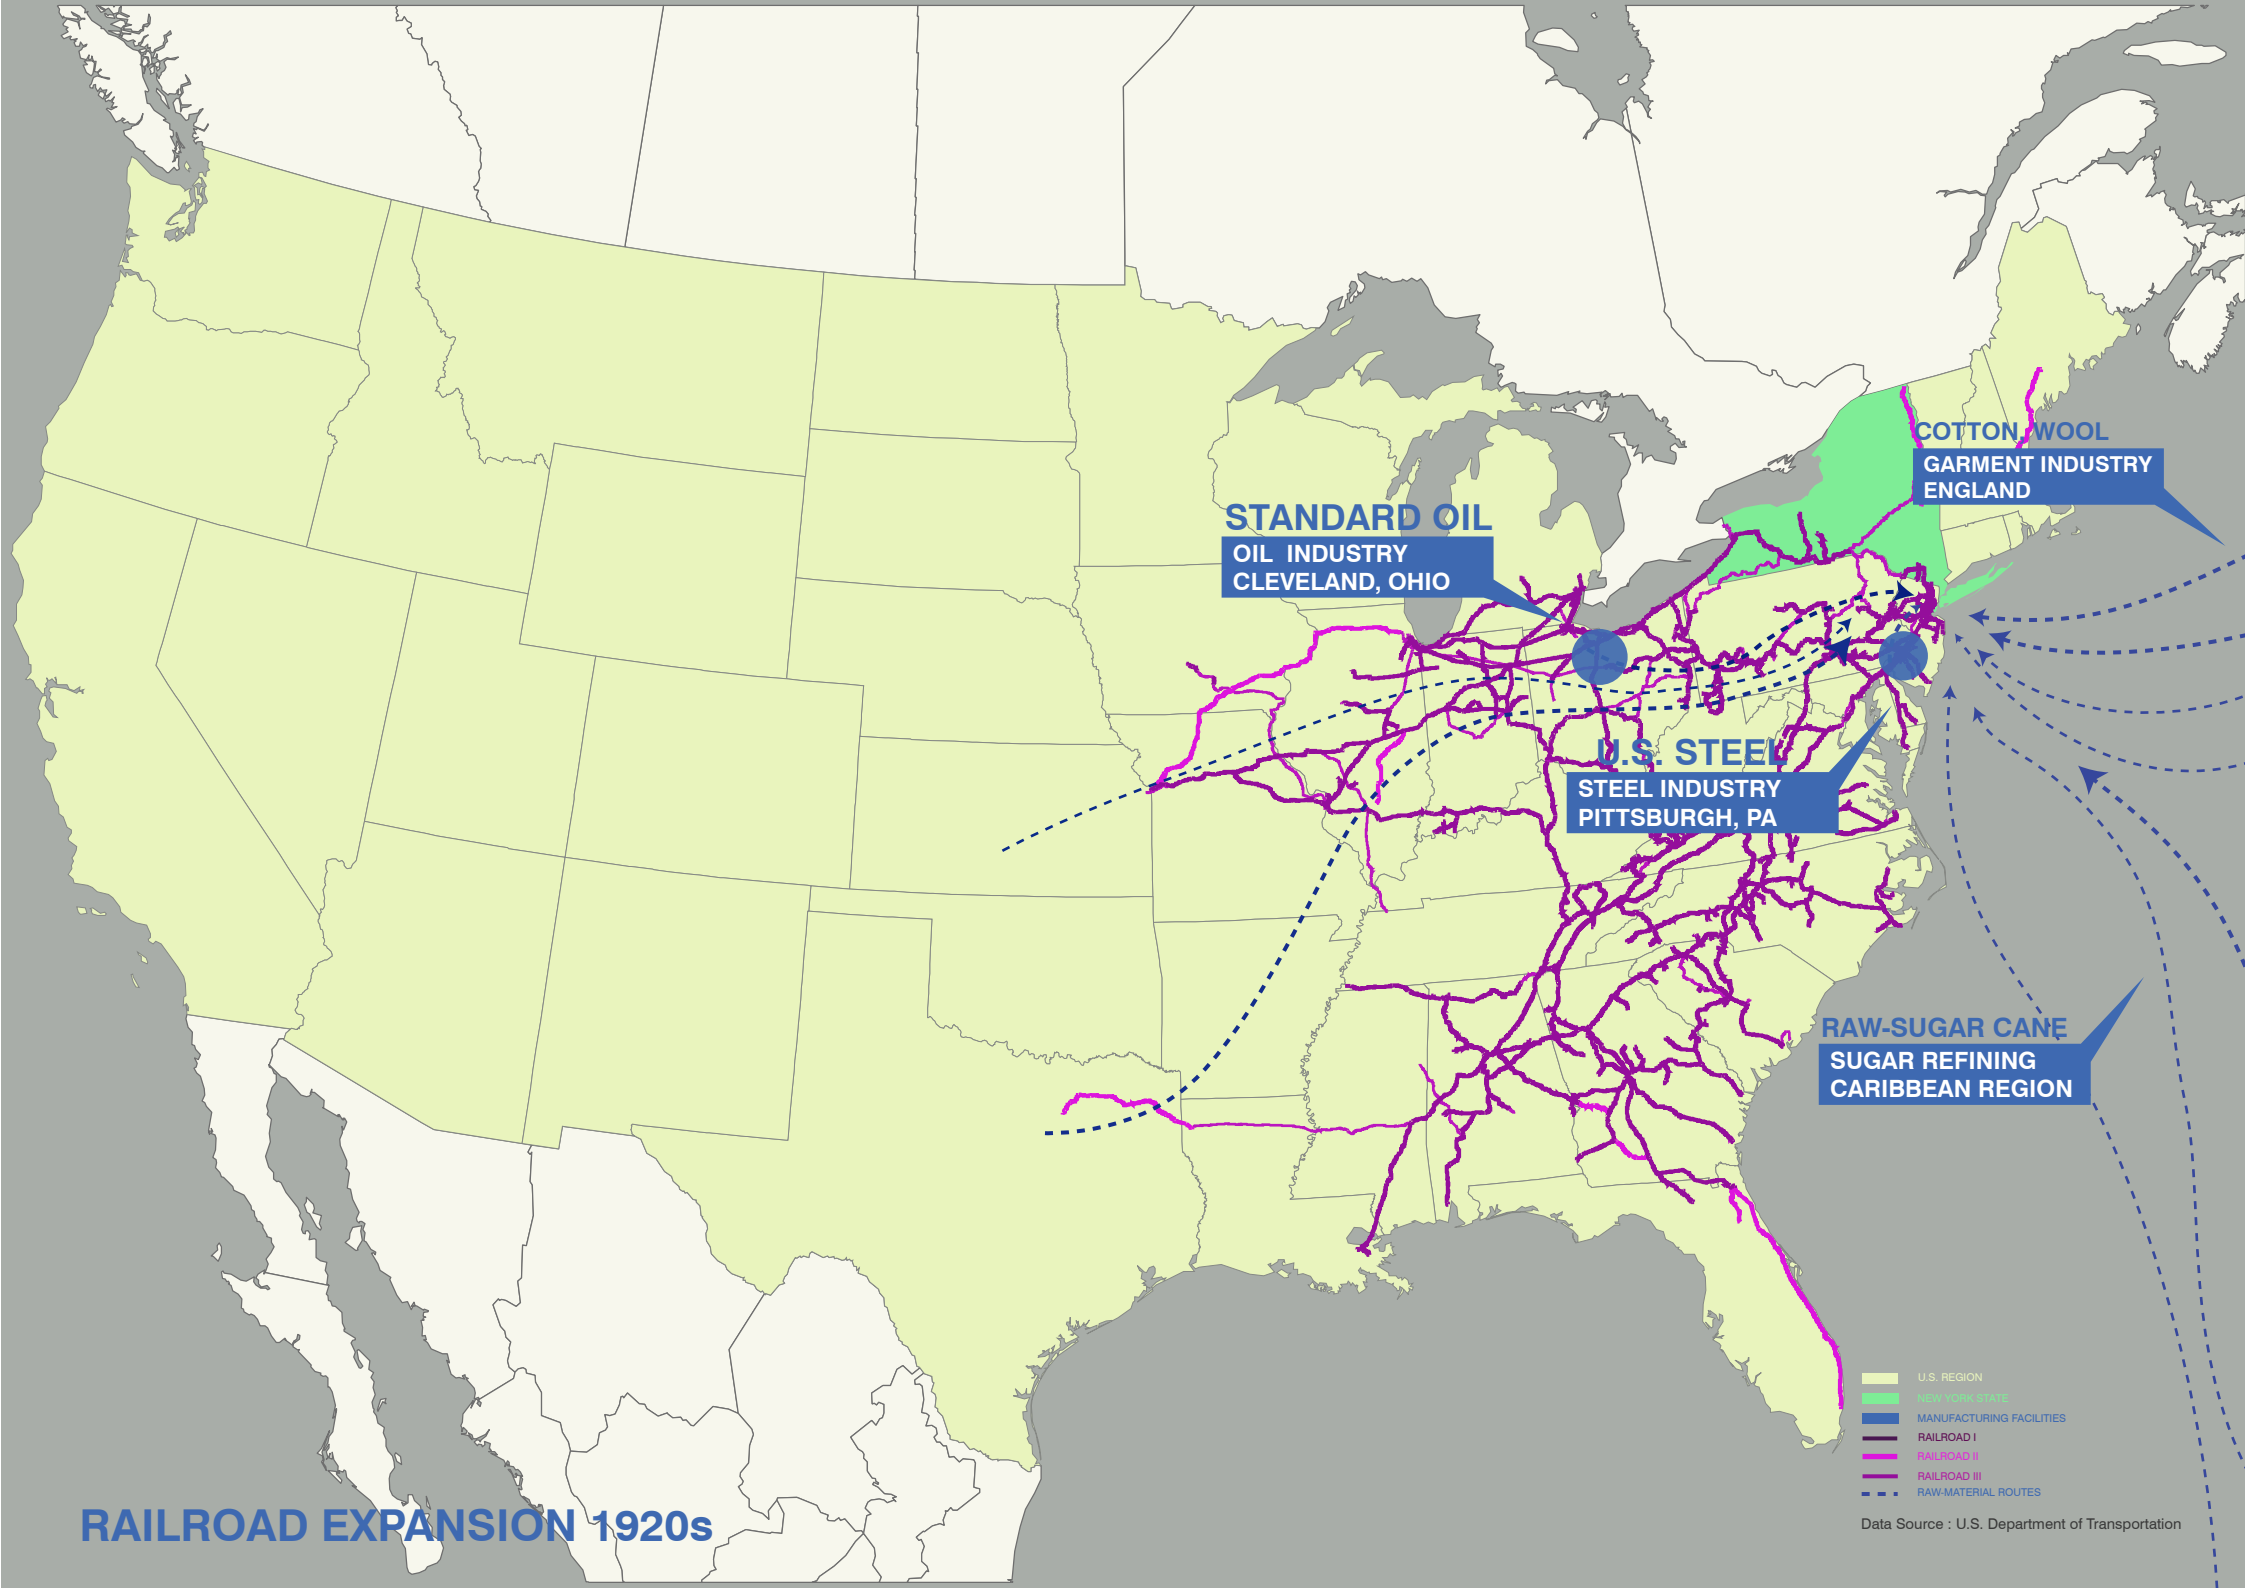 COTTON, WOOL
GARMENT INDUSTRY
ENGLAND
STANDARD OIL
OIL INDUSTRY
CLEVELAND, OHIO
U.S. STEEL
STEEL INDUSTRY
PITTSBURGH, PA
RAW-SUGAR CANE
SUGAR REFINING
CARIBBEAN REGION
U.S. REGION
NEW YORK STATE
MANUFACTURING FACILITIES
RAILROAD I
RAILROAD II
RAILROAD III
RAW-MATERIAL ROUTES
Data Source : U.S. Department of Transportation
RAILROAD EXPANSION 1920s